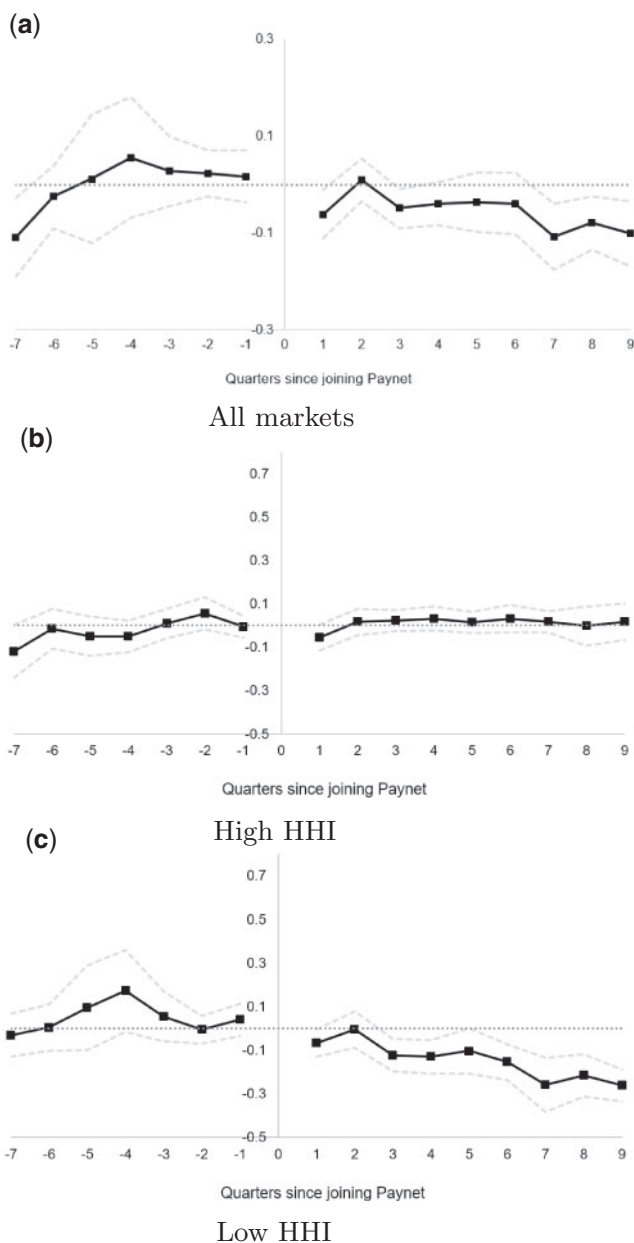 (a)
0.3
0.1
-0.1
-0.3
-7 -6 -5 -4 -3 -2 -1 0 1 2 3 4 5 6 7 8 9
Quarters since joining Paynet
All markets
(b)
0.7
0.5
0.3
0.1
-0.1
-0.3
-0.5
-7 -6 -5 -4 -3 -2 -1 0 1 2 3 4 5 6 7 8 9
Quarters since joining Paynet
High HHI
(c)
0.7
0.5
0.3
0.1
-0.1
-0.3
-0.5
-7 -6 -5 -4 -3 -2 -1 0 1 2 3 4 5 6 7 8 9
Quarters since joining Paynet
Low HHI